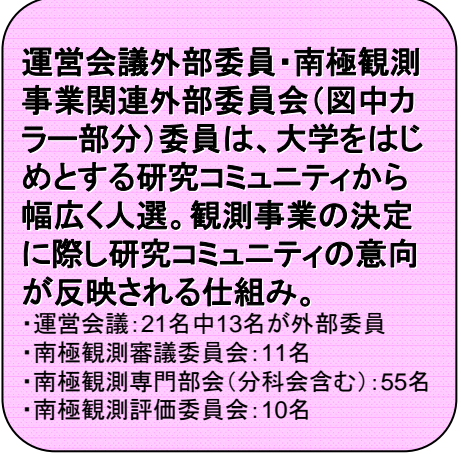 運営会議外部委員・南極観測
事業関連外部委員会（図中カ
ラー部分）委員は、大学をはじ
めとする研究コミュニティから
幅広く人選。観測事業の決定
に際し研究コミュニティの意向
が反映される仕組み。
・運営会議：21名中13名が外部委員
・南極観測審議委員会：11名
・南極観測専門部会（分科会含む）：55名
・南極観測評価委員会：10名